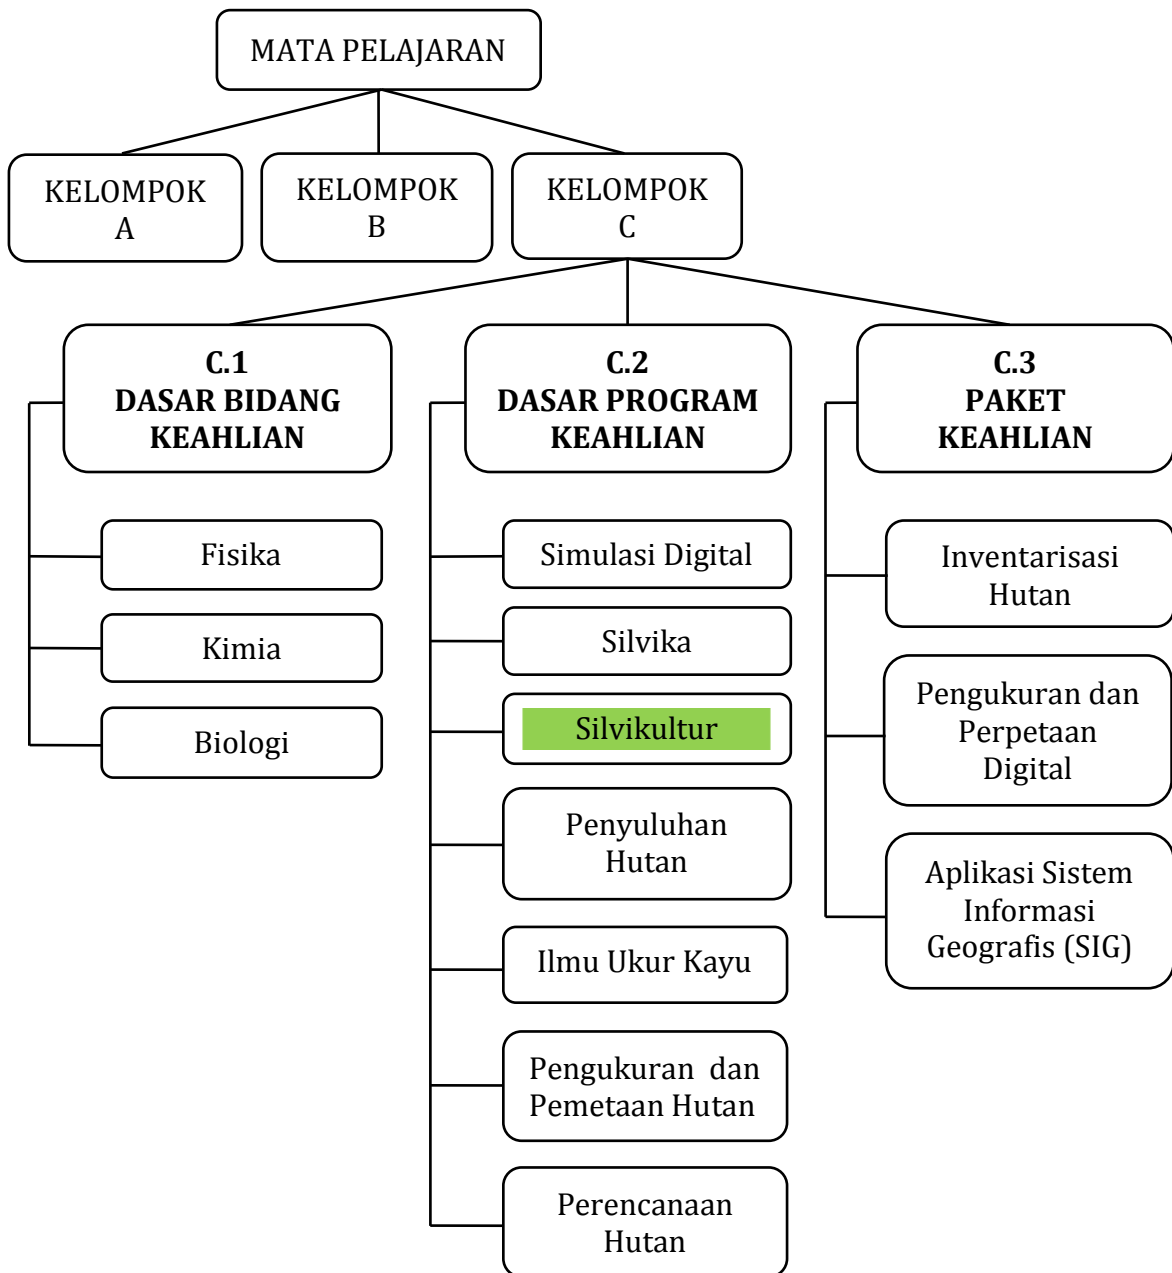 MATA PELAJARAN
KELOMPOK
A
KELOMPOK
B
KELOMPOK
C
C.1
DASAR BIDANG
KEAHLIAN
Fisika
Kimia
Biologi
C.2
DASAR PROGRAM
KEAHLIAN
Simulasi Digital
Silvika
Silvikultur
Penyuluhan
Hutan
Ilmu Ukur Kayu
Pengukuran dan
Pemetaan Hutan
Perencanaan
Hutan
C.3
PAKET
KEAHLIAN
Inventarisasi
Hutan
Pengukuran dan
Perpetaan
Digital
Aplikasi Sistem
Informasi
Geografis (SIG)